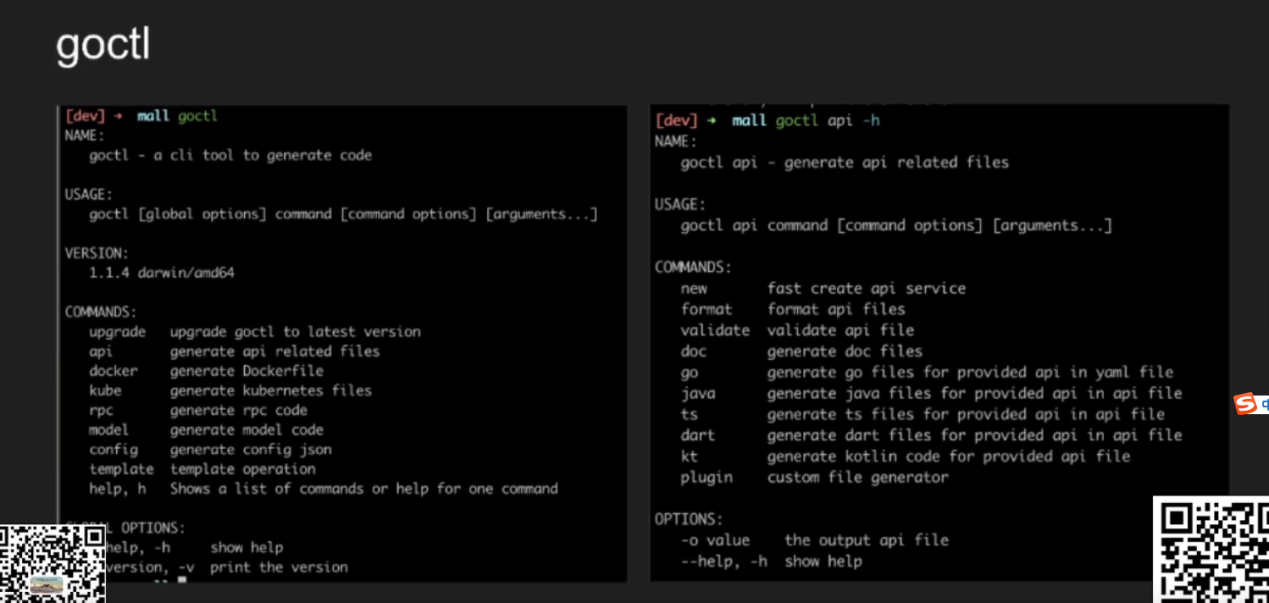 goctl
[dev] → mall goctl
NAME:
goctl - a cli tool to generate code
USAGE:
goctl [global options] command [command options] [arguments...]
VERSION:
1.1.4 darwin/amd64
COMMANDS:
upgrade upgrade goctl to latest version
api generate api related files
docker generate Dockerfile
kube generate kubernetes files
rpc generate rpc code
model generate model code
config generate config json
template template operation
help, h Shows a list of commands or help for one command
OPTIONS:
help, -h show help
version, -v print the version
[dev] → mall goctl api -h
NAME:
goctl api - generate api related files
USAGE:
goctl api command [command options] [arguments...]
COMMANDS:
new fast create api service
format format api files
validate validate api file
doc generate doc files
go generate go files for provided api in yaml file
java generate java files for provided api in api file
ts generate ts files for provided api in api file
dart generate dart files for provided api in api file
kt generate kotlin code for provided api file
plugin custom file generator
OPTIONS:
-o value the output api file
--help, -h show help
S